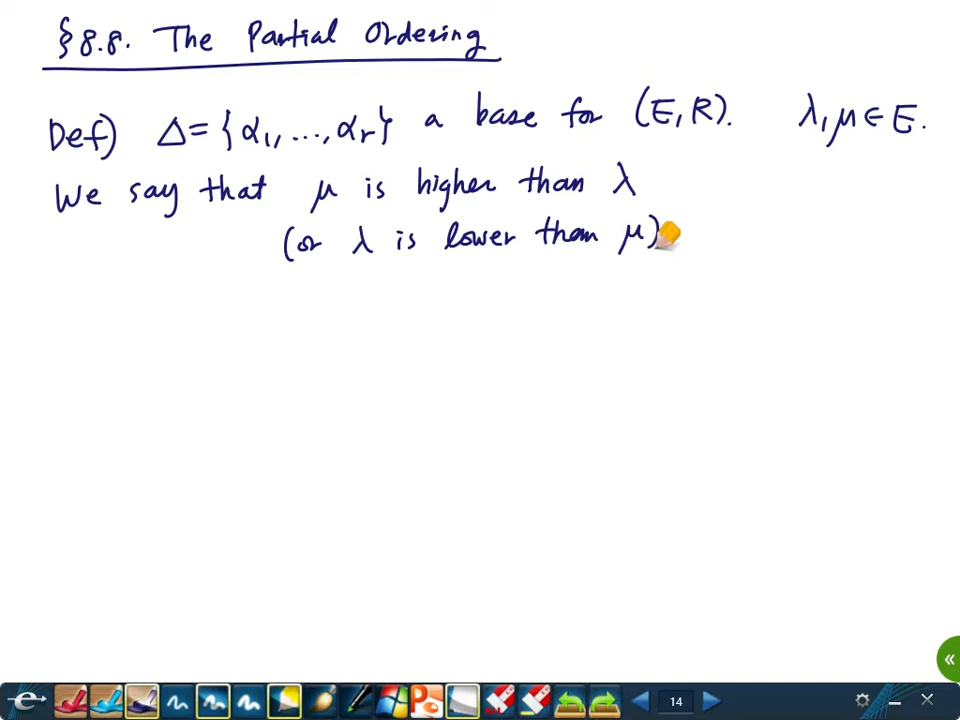 §8.8. The Partial Ordering
Def) Δ = {α₁, ..., αᵣ} a base for (E, R). λ, μ ∈ E.
We say that μ is higher than λ
(or λ is lower than μ)
14